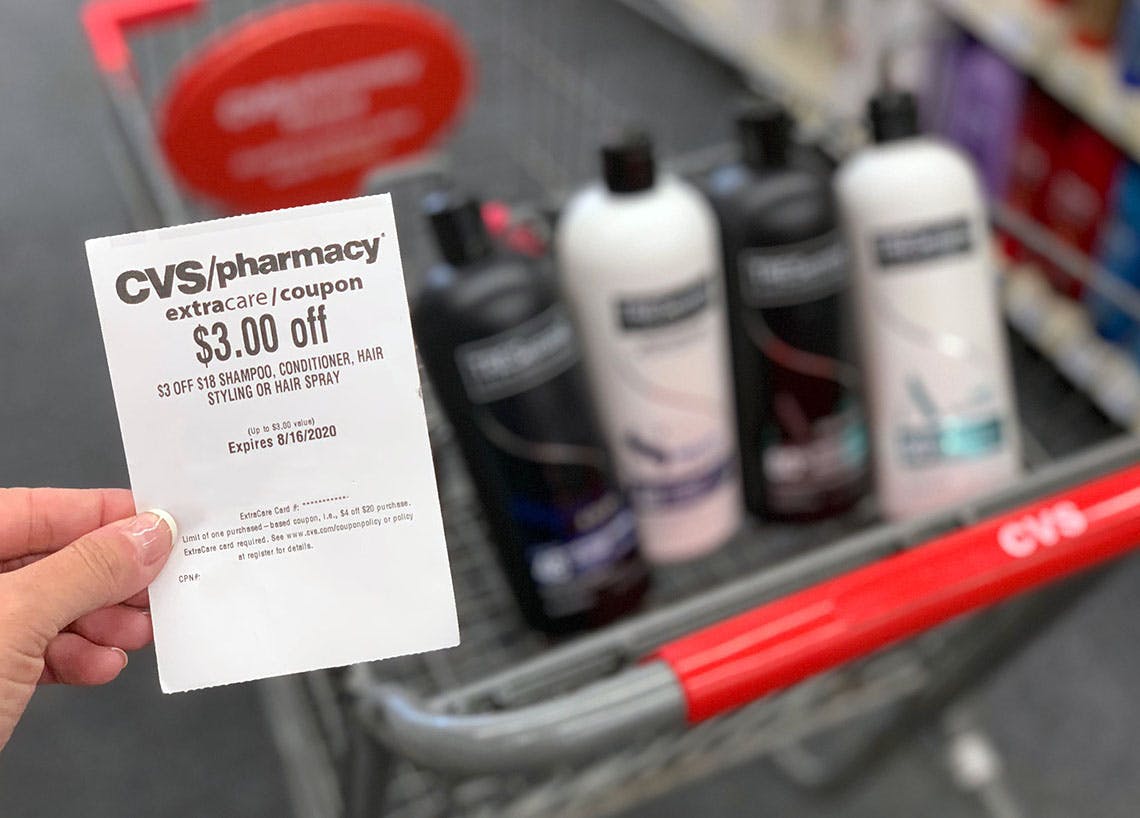 CVS/pharmacy®
extracare/coupon
$3.00 off
$3 OFF $18 SHAMPOO, CONDITIONER, HAIR
STYLING OR HAIR SPRAY
(Up to $3.00 value)
Expires 8/16/2020
ExtraCare Card #: ***********
Limit of one purchased-based coupon, i.e., $4 off $20 purchase.
ExtraCare card required. See www.cvs.com/couponpolicy or policy
at register for details.
CPN#:
CVS